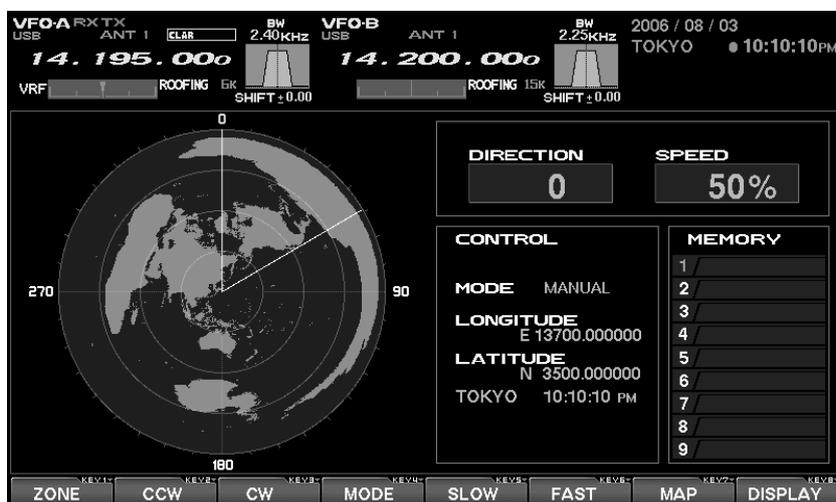 VFO-A RX TX
USB ANT 1 CLAR
BW
2.40KHz
14.195.000
VRF ROOFING 6K
SHIFT ± 0.00
VFO-B
USB ANT 1
BW
2.25KHz
14.200.000
ROOFING 15K
SHIFT ± 0.00
2006 / 08 / 03
TOKYO 10:10:10PM
0
270
90
180
DIRECTION
0
SPEED
50%
CONTROL
MODE MANUAL
LONGITUDE
E 13700.000000
LATITUDE
N 3500.000000
TOKYO 10:10:10 PM
MEMORY
1
2
3
4
5
6
7
8
9
KEY1 KEY2 KEY3 KEY4 KEY5 KEY6 KEY7 KEY8
ZONE CCW CW MODE SLOW FAST MAP DISPLAY